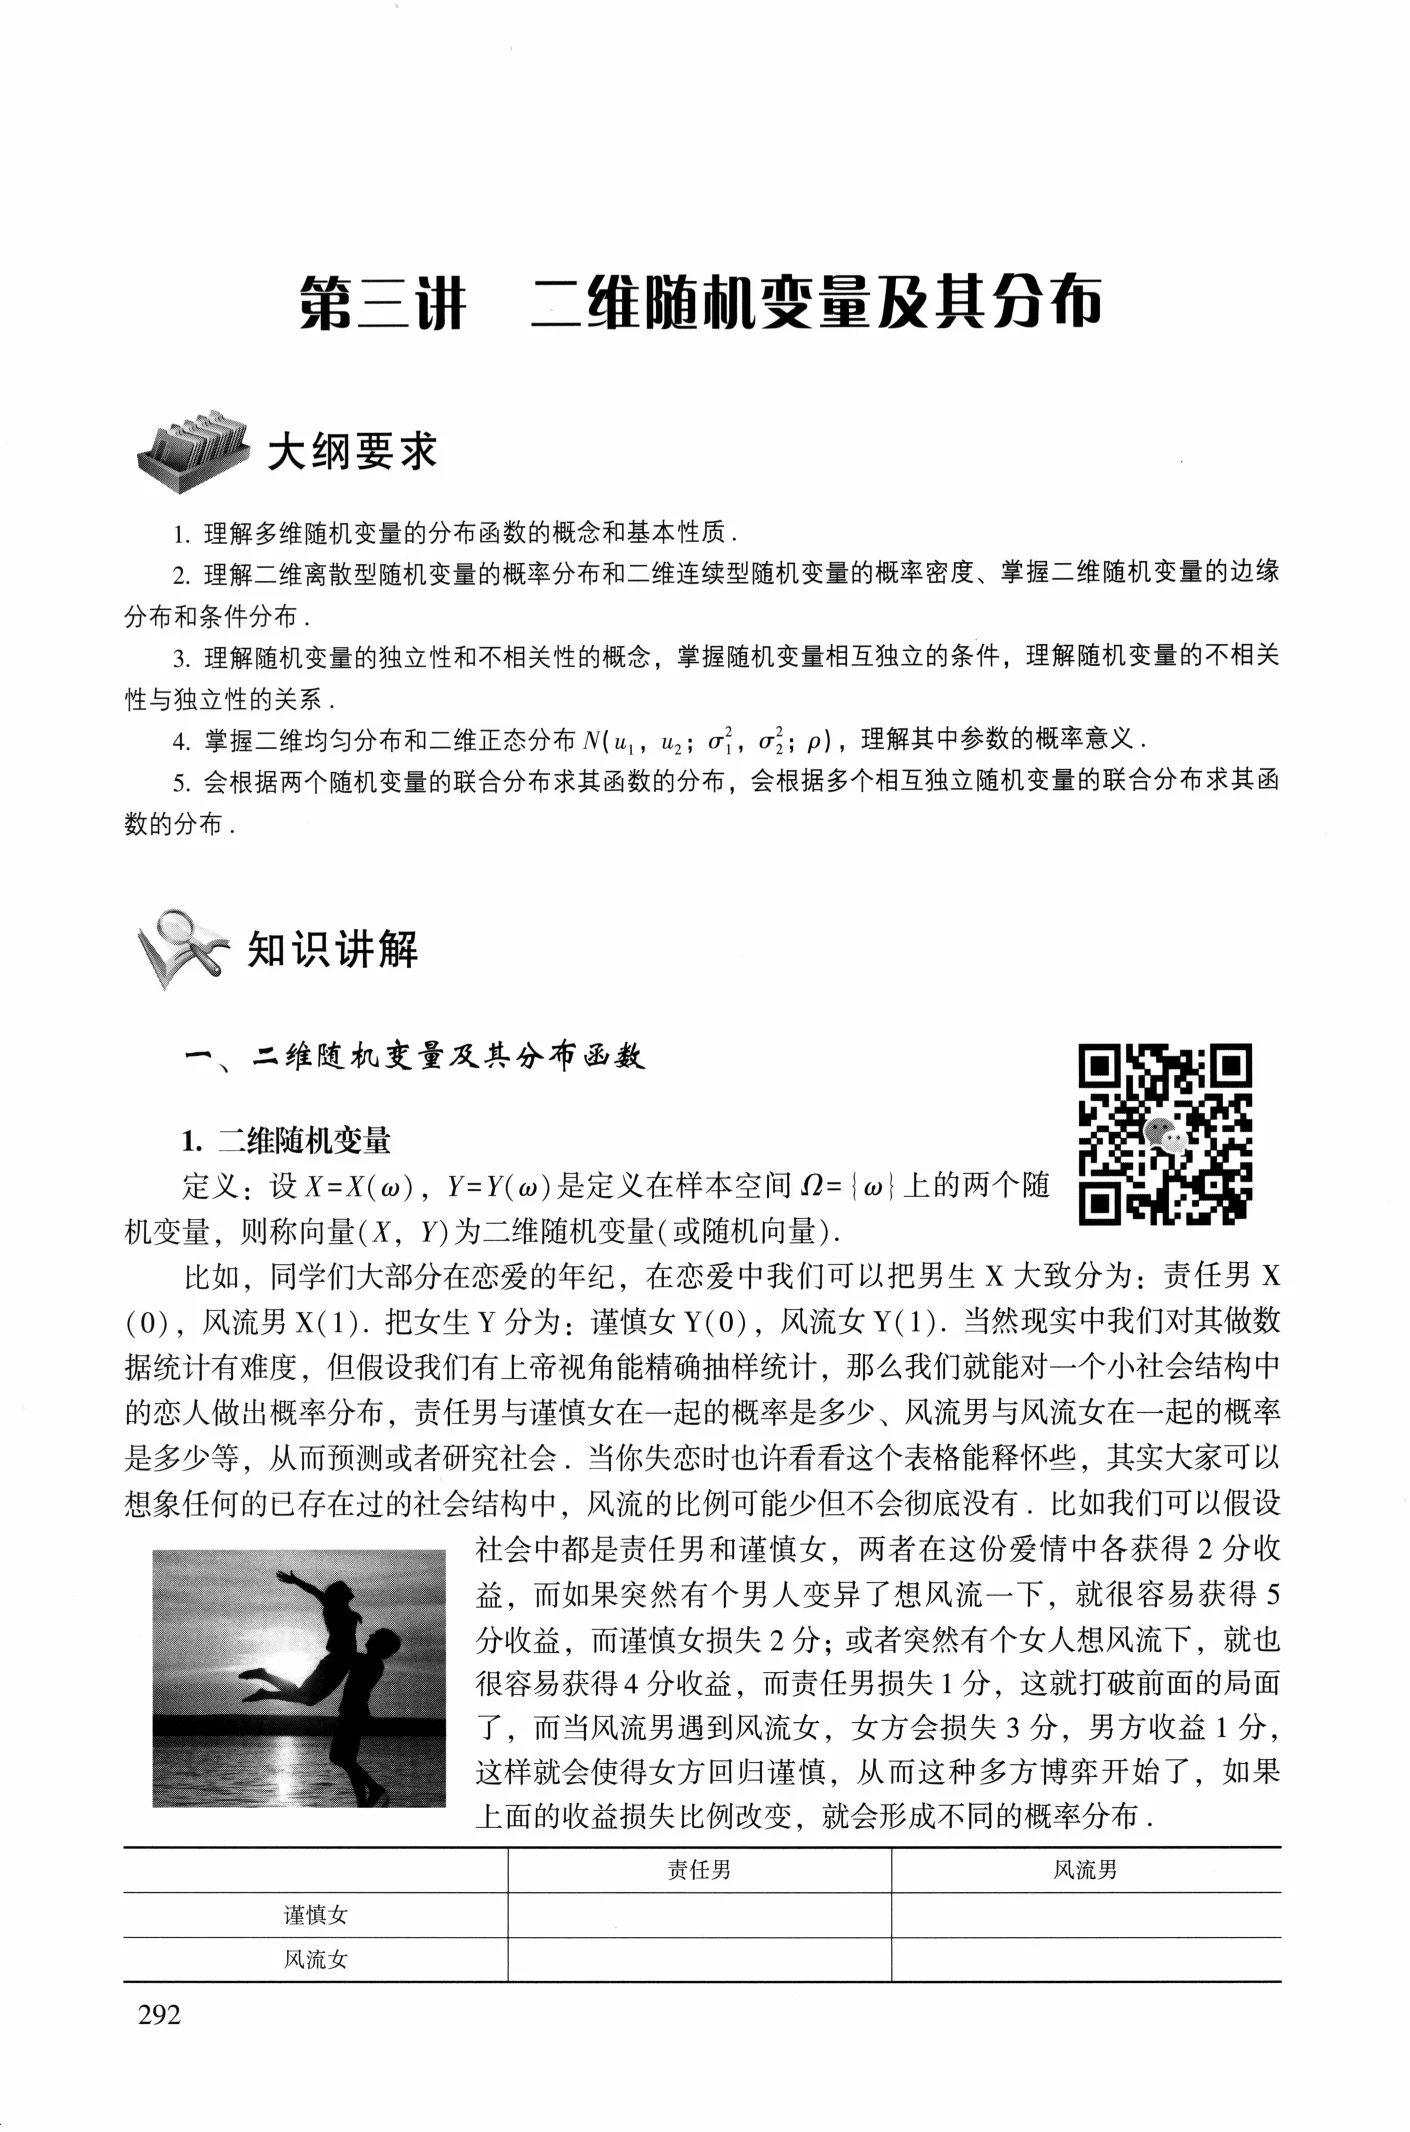 第三讲 二维随机变量及其分布
大纲要求
1. 理解多维随机变量的分布函数的概念和基本性质.
2. 理解二维离散型随机变量的概率分布和二维连续型随机变量的概率密度、掌握二维随机变量的边缘
分布和条件分布.
3. 理解随机变量的独立性和不相关性的概念，掌握随机变量相互独立的条件，理解随机变量的不相关
性与独立性的关系.
4. 掌握二维均匀分布和二维正态分布 N(u₁，u₂；σ₁²，σ₂²；ρ)，理解其中参数的概率意义.
5. 会根据两个随机变量的联合分布求其函数的分布，会根据多个相互独立随机变量的联合分布求其函
数的分布.
知识讲解
一、二维随机变量及其分布函数
1. 二维随机变量
定义：设 X=X(ω)，Y=Y(ω)是定义在样本空间 Ω={ω}上的两个随
机变量，则称向量(X，Y)为二维随机变量(或随机向量).
比如，同学们大部分在恋爱的年纪，在恋爱中我们可以把男生 X 大致分为：责任男 X
(0)，风流男 X(1). 把女生 Y 分为：谨慎女 Y(0)，风流女 Y(1). 当然现实中我们对其做数
据统计有难度，但假设我们有上帝视角能精确抽样统计，那么我们就能对一个小社会结构中
的恋人做出概率分布，责任男与谨慎女在一起的概率是多少、风流男与风流女在一起的概率
是多少等，从而预测或者研究社会. 当你失恋时也许看看这个表格能释怀些，其实大家可以
想象任何的已存在过的社会结构中，风流的比例可能少但不会彻底没有. 比如我们可以假设
社会中都是责任男和谨慎女，两者在这份爱情中各获得 2 分收
益，而如果突然有个男人变异了想风流一下，就很容易获得 5
分收益，而谨慎女损失 2 分；或者突然有个女人想风流下，就也
很容易获得 4 分收益，而责任男损失 1 分，这就打破前面的局面
了，而当风流男遇到风流女，女方会损失 3 分，男方收益 1 分，
这样就会使得女方回归谨慎，从而这种多方博弈开始了，如果
上面的收益损失比例改变，就会形成不同的概率分布.
责任男 风流男
谨慎女
风流女
292